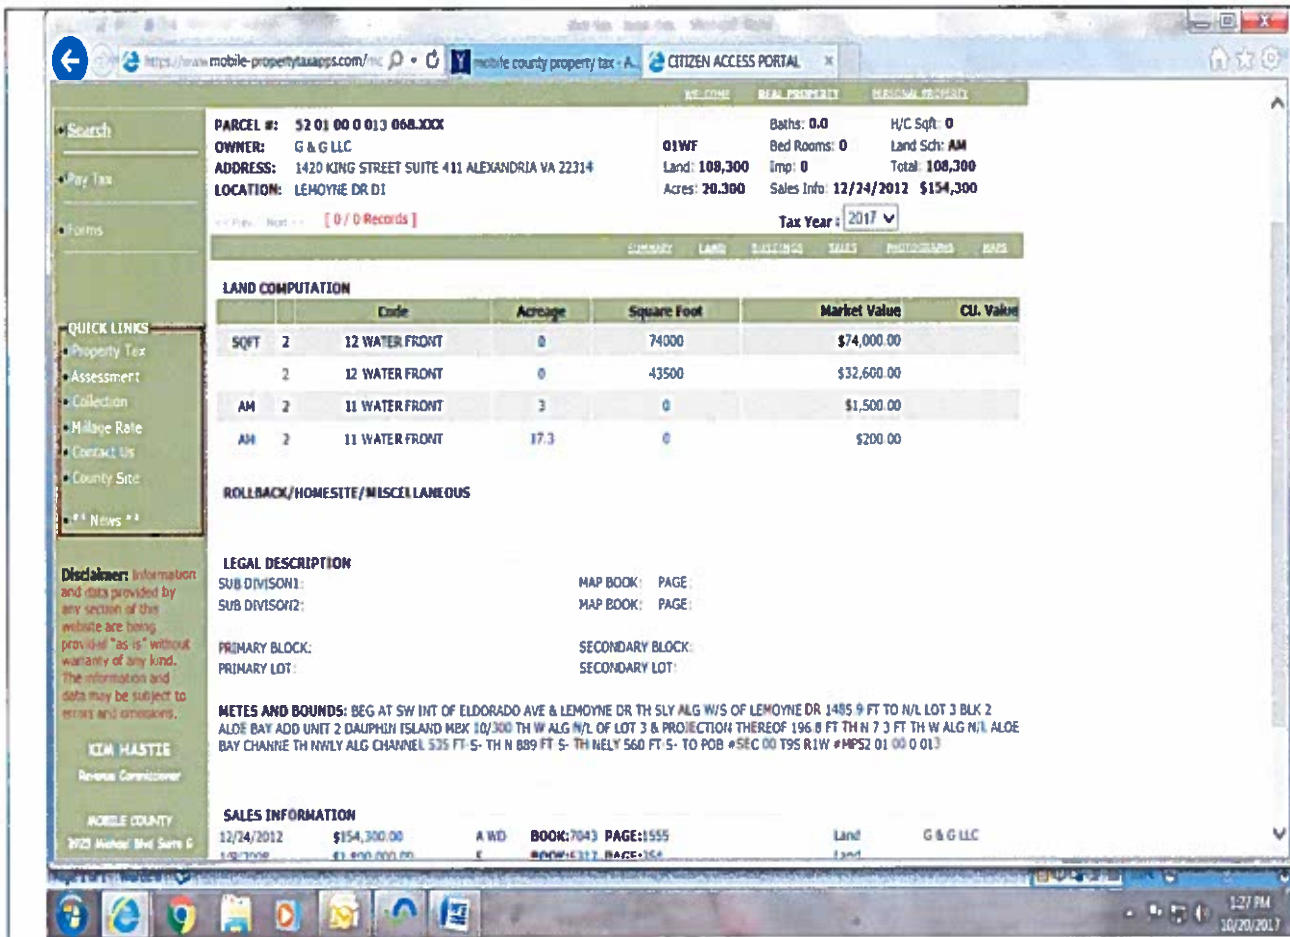 mobile-propertytaxapps.com/
mobile county property tax - A...
CITIZEN ACCESS PORTAL
WELCOME REAL PROPERTY PERSONAL PROPERTY
Search
Pay Tax
Forms
PARCEL #: 52 01 00 0 013 068.XXX
OWNER: G & G LLC
ADDRESS: 1420 KING STREET SUITE 411 ALEXANDRIA VA 22314
LOCATION: LEMOYNE DR DI
01WF
Land: 108,300
Acres: 20.300
Baths: 0.0 H/C Sqft: 0
Bed Rooms: 0 Land Sch: AM
Imp: 0 Total: 108,300
Sales Info: 12/24/2012 $154,300
<< Prev Next >> [ 0 / 0 Records ]
Tax Year : 2017
SUMMARY LAND BUILDINGS SALES PHOTOGRAPHS MAPS
LAND COMPUTATION
Code Acreage Square Foot Market Value CU. Value
SQFT 2 12 WATER FRONT 0 74000 $74,000.00
2 12 WATER FRONT 0 43500 $32,600.00
AM 2 11 WATER FRONT 3 0 $1,500.00
AM 2 11 WATER FRONT 17.3 0 $200.00
QUICK LINKS
Property Tax
Assessment
Collection
Millage Rate
Contact Us
County Site
** News **
ROLLBACK/HOMESITE/MISCELLANEOUS
LEGAL DESCRIPTION
SUB DIVISON1: MAP BOOK: PAGE:
SUB DIVISON2: MAP BOOK: PAGE:
PRIMARY BLOCK: SECONDARY BLOCK:
PRIMARY LOT: SECONDARY LOT:
METES AND BOUNDS: BEG AT SW INT OF ELDORADO AVE & LEMOYNE DR TH SLY ALG W/S OF LEMOYNE DR 1485.9 FT TO N/L LOT 3 BLK 2
ALOE BAY ADD UNIT 2 DAUPHIN ISLAND MBK 10/300 TH W ALG N/L OF LOT 3 & PROJECTION THEREOF 196.8 FT TH N 7.3 FT TH W ALG N/L ALOE
BAY CHANNE TH NWLY ALG CHANNEL 535 FT-S- TH N 889 FT S- TH NELY 560 FT-S- TO POB #SEC 00 T9S R1W #MP52 01 00 0 013
Disclaimer: Information
and data provided by
any section of this
website are being
provided "as is" without
warranty of any kind.
The information and
data may be subject to
errors and omissions.
KIM HASTIE
Revenue Commissioner
MOBILE COUNTY
SALES INFORMATION
12/24/2012 $154,300.00 A WD BOOK:7043 PAGE:1555 Land G & G LLC
1:27 PM
10/20/2017